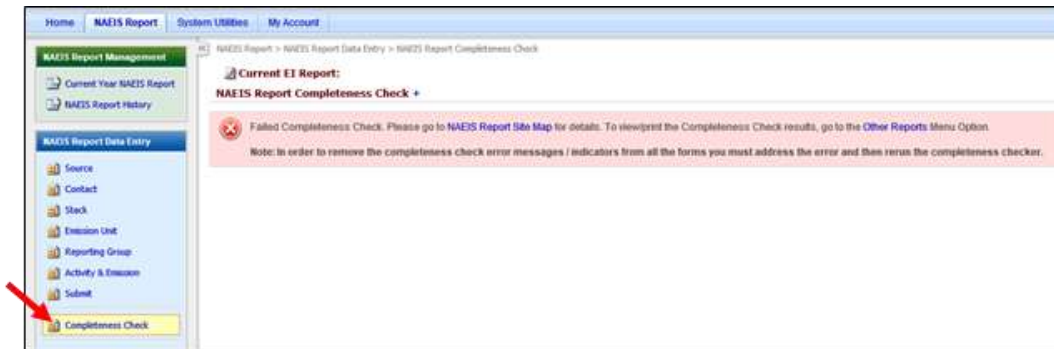 Home NAEIS Report System Utilities My Account
NAEIS Report > NAEIS Report Data Entry > NAEIS Report Completeness Check
NAEIS Report Management
Current Year NAEIS Report
NAEIS Report History
Current EI Report:
NAEIS Report Completeness Check +
Failed Completeness Check. Please go to NAEIS Report Site Map for details. To view/print the Completeness Check results, go to the Other Reports Menu Option.
Note: In order to remove the completeness check error messages / indicators from all the forms you must address the error and then rerun the completeness checker.
NAEIS Report Data Entry
Source
Contact
Stack
Emission Unit
Reporting Group
Activity & Emission
Submit
Completeness Check